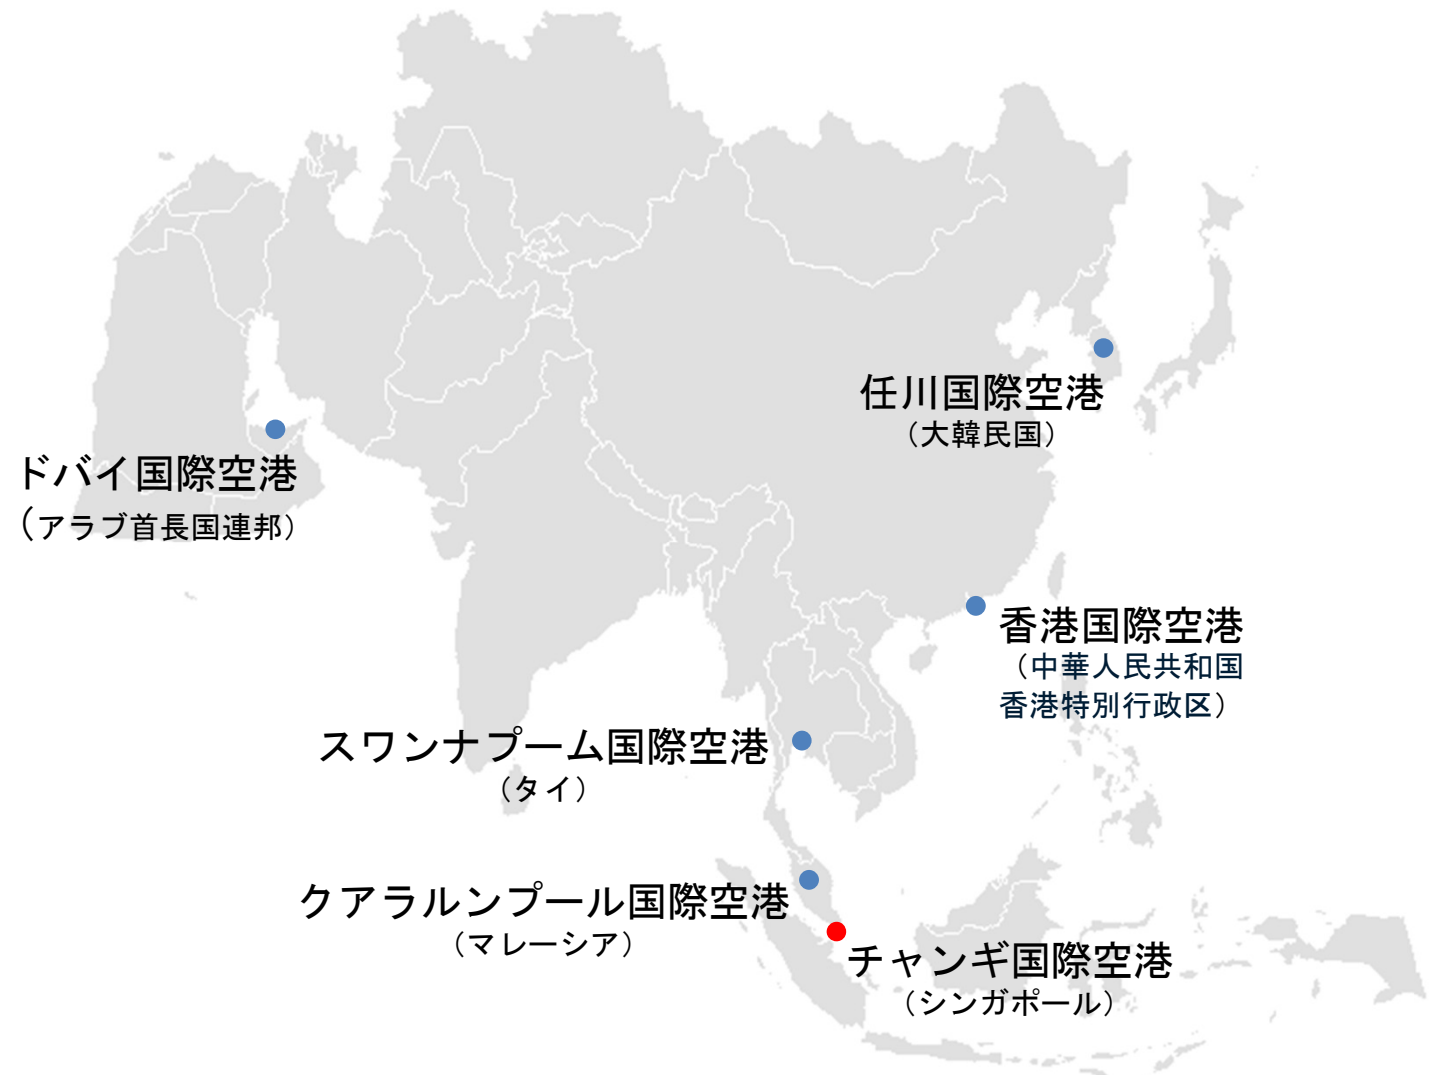 任川国際空港
（大韓民国）
ドバイ国際空港
（アラブ首長国連邦）
香港国際空港
（中華人民共和国
香港特別行政区）
スワンナプーム国際空港
（タイ）
クアラルンプール国際空港
（マレーシア）
チャンギ国際空港
（シンガポール）